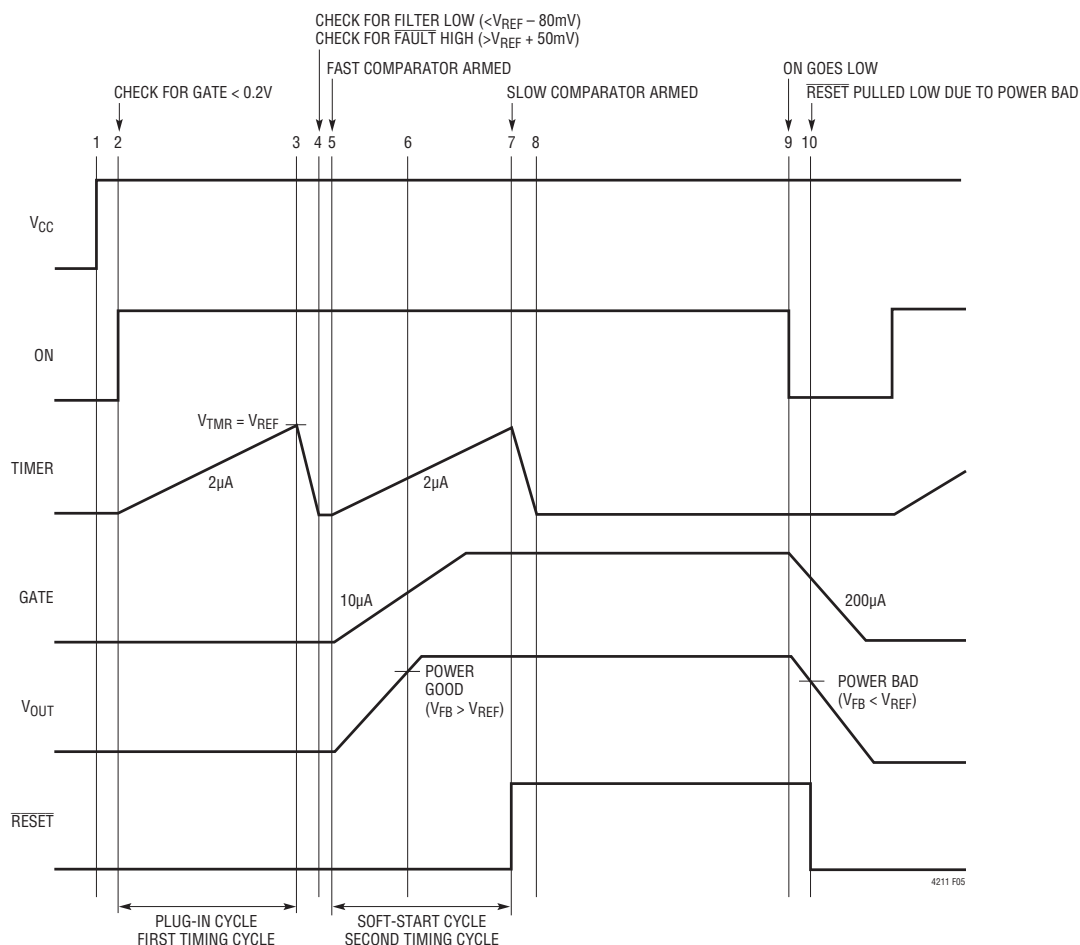 CHECK FOR FILTER LOW (<VREF – 80mV)
CHECK FOR FAULT HIGH (>VREF + 50mV)
FAST COMPARATOR ARMED
ON GOES LOW
CHECK FOR GATE < 0.2V
SLOW COMPARATOR ARMED
RESET PULLED LOW DUE TO POWER BAD
1 2 3 4 5 6 7 8 9 10
VCC
ON
VTMR = VREF
TIMER
2µA
2µA
GATE
10µA
200µA
POWER
GOOD
(VFB > VREF)
POWER BAD
(VFB < VREF)
VOUT
RESET
4211 F05
PLUG-IN CYCLE
FIRST TIMING CYCLE
SOFT-START CYCLE
SECOND TIMING CYCLE